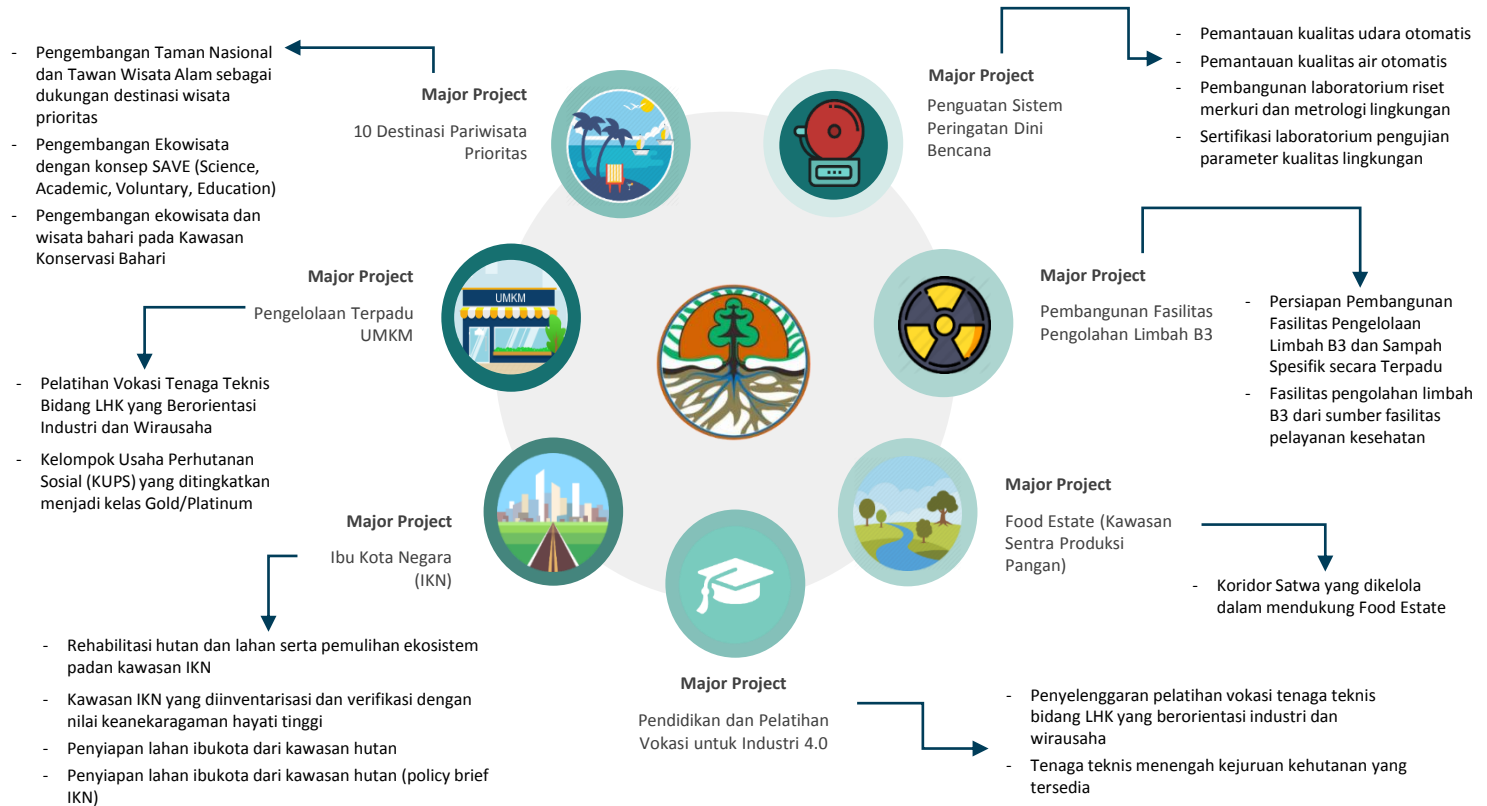 - Pengembangan Taman Nasional
dan Tawan Wisata Alam sebagai
dukungan destinasi wisata
prioritas
- Pengembangan Ekowisata
dengan konsep SAVE (Science,
Academic, Voluntary, Education)
- Pengembangan ekowisata dan
wisata bahari pada Kawasan
Konservasi Bahari
Major Project
10 Destinasi Pariwisata
Prioritas
Major Project
Penguatan Sistem
Peringatan Dini
Bencana
- Pemantauan kualitas udara otomatis
- Pemantauan kualitas air otomatis
- Pembangunan laboratorium riset
merkuri dan metrologi lingkungan
- Sertifikasi laboratorium pengujian
parameter kualitas lingkungan
Major Project
Pengelolaan Terpadu
UMKM
UMKM
- Pelatihan Vokasi Tenaga Teknis
Bidang LHK yang Berorientasi
Industri dan Wirausaha
- Kelompok Usaha Perhutanan
Sosial (KUPS) yang ditingkatkan
menjadi kelas Gold/Platinum
Major Project
Pembangunan Fasilitas
Pengolahan Limbah B3
- Persiapan Pembangunan
Fasilitas Pengelolaan
Limbah B3 dan Sampah
Spesifik secara Terpadu
- Fasilitas pengolahan limbah
B3 dari sumber fasilitas
pelayanan kesehatan
Major Project
Ibu Kota Negara
(IKN)
- Rehabilitasi hutan dan lahan serta pemulihan ekosistem
padan kawasan IKN
- Kawasan IKN yang diinventarisasi dan verifikasi dengan
nilai keanekaragaman hayati tinggi
- Penyiapan lahan ibukota dari kawasan hutan
- Penyiapan lahan ibukota dari kawasan hutan (policy brief
IKN)
Major Project
Food Estate (Kawasan
Sentra Produksi
Pangan)
- Koridor Satwa yang dikelola
dalam mendukung Food Estate
Major Project
Pendidikan dan Pelatihan
Vokasi untuk Industri 4.0
- Penyelenggaran pelatihan vokasi tenaga teknis
bidang LHK yang berorientasi industri dan
wirausaha
- Tenaga teknis menengah kejuruan kehutanan yang
tersedia